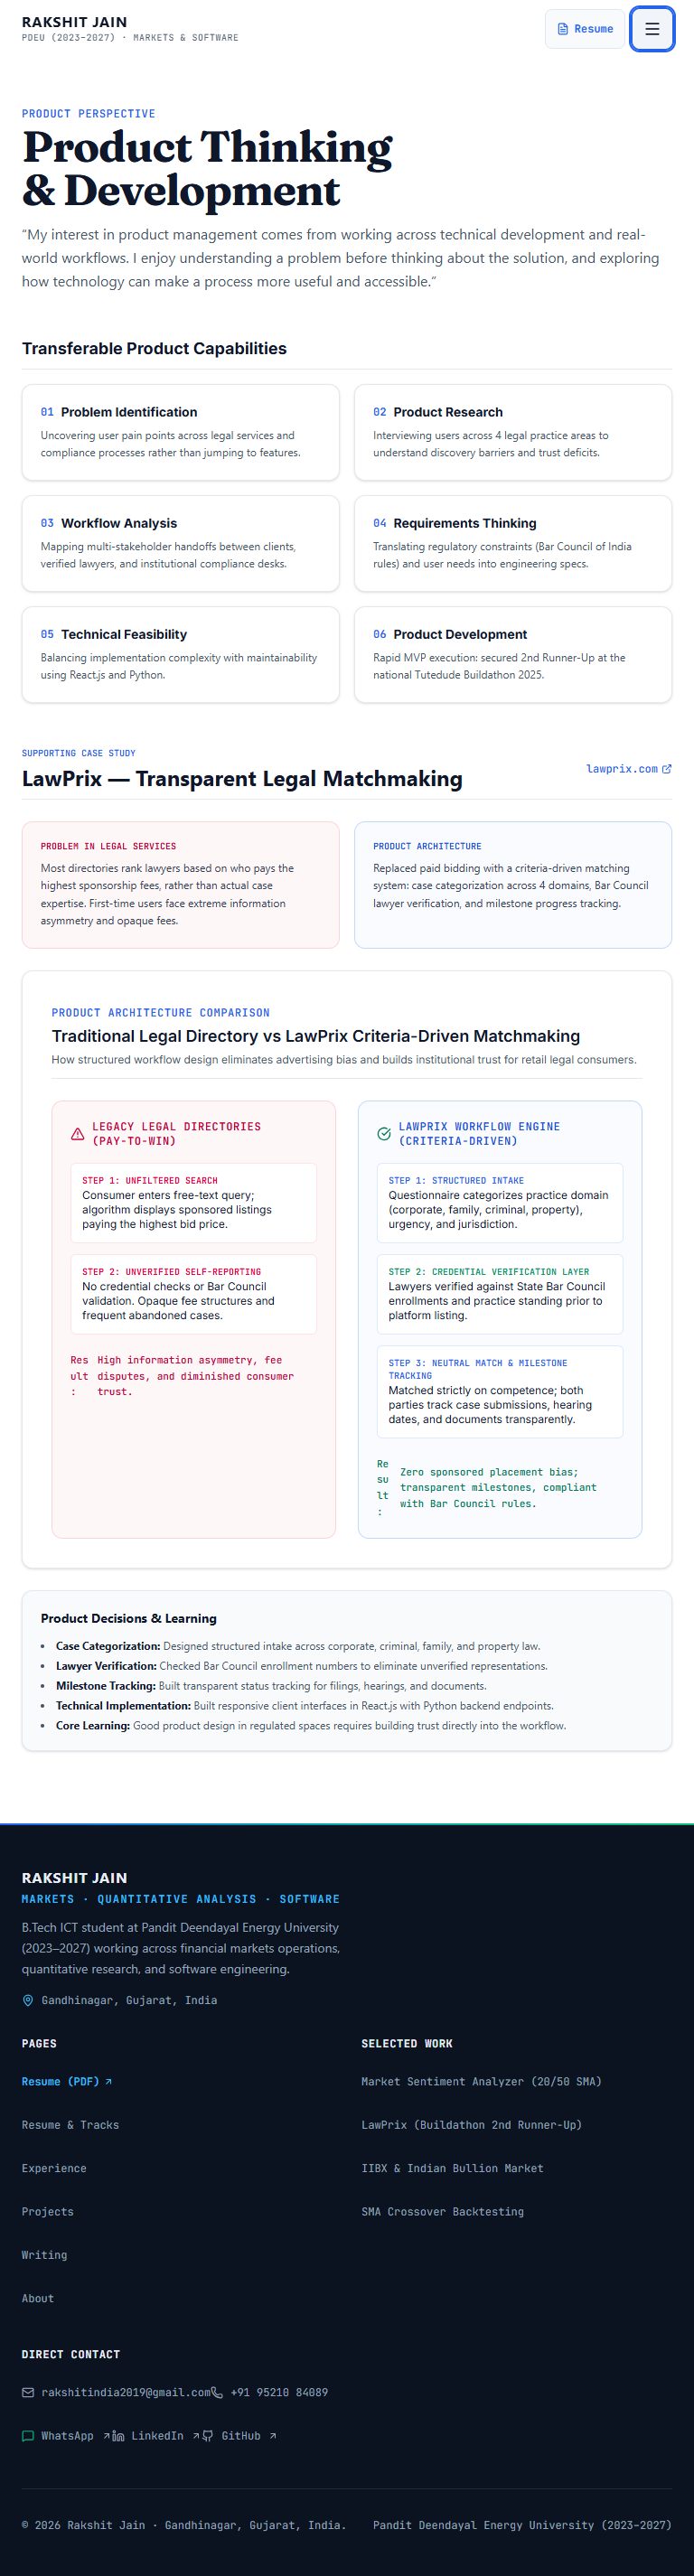 RAKSHIT JAIN
PDEU (2023–2027) · MARKETS & SOFTWARE
Resume
PRODUCT PERSPECTIVE
Product Thinking
& Development
“My interest in product management comes from working across technical development and real-
world workflows. I enjoy understanding a problem before thinking about the solution, and exploring
how technology can make a process more useful and accessible.”
Transferable Product Capabilities
01 Problem Identification
Uncovering user pain points across legal services and
compliance processes rather than jumping to features.
02 Product Research
Interviewing users across 4 legal practice areas to
understand discovery barriers and trust deficits.
03 Workflow Analysis
Mapping multi-stakeholder handoffs between clients,
verified lawyers, and institutional compliance desks.
04 Requirements Thinking
Translating regulatory constraints (Bar Council of India
rules) and user needs into engineering specs.
05 Technical Feasibility
Balancing implementation complexity with maintainability
using React.js and Python.
06 Product Development
Rapid MVP execution: secured 2nd Runner-Up at the
national Tutedude Buildathon 2025.
SUPPORTING CASE STUDY
LawPrix — Transparent Legal Matchmaking
lawprix.com
PROBLEM IN LEGAL SERVICES
Most directories rank lawyers based on who pays the
highest sponsorship fees, rather than actual case
expertise. First-time users face extreme information
asymmetry and opaque fees.
PRODUCT ARCHITECTURE
Replaced paid bidding with a criteria-driven matching
system: case categorization across 4 domains, Bar Council
lawyer verification, and milestone progress tracking.
PRODUCT ARCHITECTURE COMPARISON
Traditional Legal Directory vs LawPrix Criteria-Driven Matchmaking
How structured workflow design eliminates advertising bias and builds institutional trust for retail legal consumers.
LEGACY LEGAL DIRECTORIES
(PAY-TO-WIN)
STEP 1: UNFILTERED SEARCH
Consumer enters free-text query;
algorithm displays sponsored listings
paying the highest bid price.
STEP 2: UNVERIFIED SELF-REPORTING
No credential checks or Bar Council
validation. Opaque fee structures and
frequent abandoned cases.
Res High information asymmetry, fee
ult disputes, and diminished consumer
: trust.
LAWPRIX WORKFLOW ENGINE
(CRITERIA-DRIVEN)
STEP 1: STRUCTURED INTAKE
Questionnaire categorizes practice domain
(corporate, family, criminal, property),
urgency, and jurisdiction.
STEP 2: CREDENTIAL VERIFICATION LAYER
Lawyers verified against State Bar Council
enrollments and practice standing prior to
platform listing.
STEP 3: NEUTRAL MATCH & MILESTONE
TRACKING
Matched strictly on competence; both
parties track case submissions, hearing
dates, and documents transparently.
Re
su
lt
:
Zero sponsored placement bias;
transparent milestones, compliant
with Bar Council rules.
Product Decisions & Learning
• Case Categorization: Designed structured intake across corporate, criminal, family, and property law.
• Lawyer Verification: Checked Bar Council enrollment numbers to eliminate unverified representations.
• Milestone Tracking: Built transparent status tracking for filings, hearings, and documents.
• Technical Implementation: Built responsive client interfaces in React.js with Python backend endpoints.
• Core Learning: Good product design in regulated spaces requires building trust directly into the workflow.
RAKSHIT JAIN
MARKETS · QUANTITATIVE ANALYSIS · SOFTWARE
B.Tech ICT student at Pandit Deendayal Energy University
(2023–2027) working across financial markets operations,
quantitative research, and software engineering.
Gandhinagar, Gujarat, India
PAGES
Resume (PDF) ↗
Resume & Tracks
Experience
Projects
Writing
About
SELECTED WORK
Market Sentiment Analyzer (20/50 SMA)
LawPrix (Buildathon 2nd Runner-Up)
IIBX & Indian Bullion Market
SMA Crossover Backtesting
DIRECT CONTACT
rakshitindia2019@gmail.com +91 95210 84089
WhatsApp ↗ LinkedIn ↗ GitHub ↗
© 2026 Rakshit Jain · Gandhinagar, Gujarat, India. Pandit Deendayal Energy University (2023–2027)